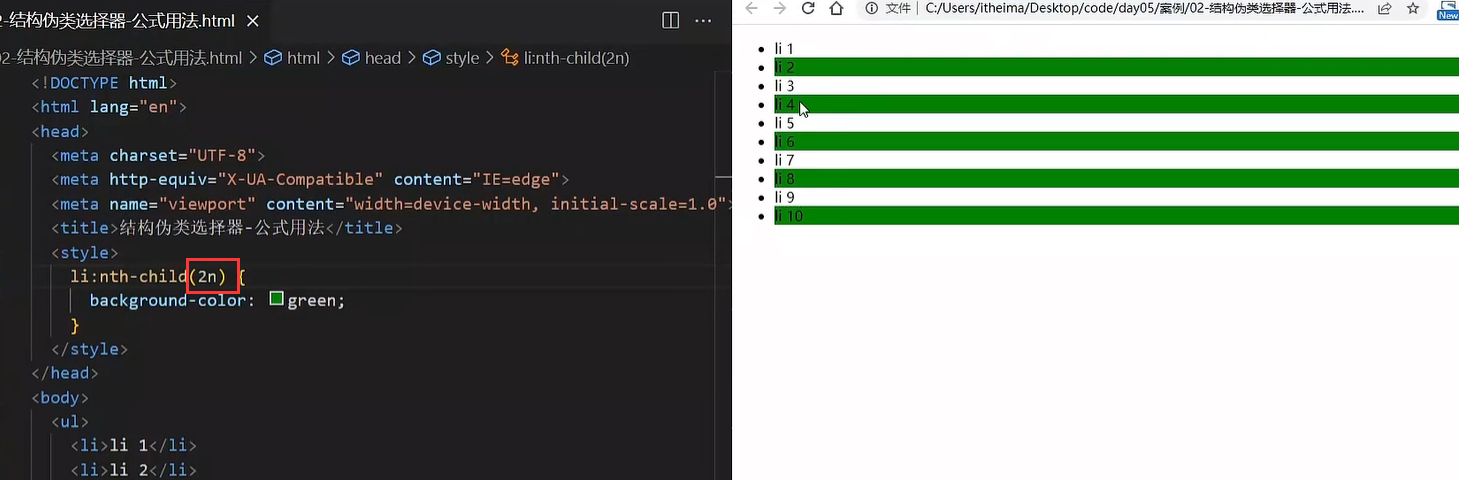 2-结构伪类选择器-公式用法.html
02-结构伪类选择器-公式用法.html > html > head > style > li:nth-child(2n)
<!DOCTYPE html>
<html lang="en">
<head>
<meta charset="UTF-8">
<meta http-equiv="X-UA-Compatible" content="IE=edge">
<meta name="viewport" content="width=device-width, initial-scale=1.0">
<title>结构伪类选择器-公式用法</title>
<style>
li:nth-child(2n) {
background-color: green;
}
</style>
</head>
<body>
<ul>
<li>li 1</li>
<li>li 2</li>
文件 | C:/Users/itheima/Desktop/code/day05/案例/02-结构伪类选择器-公式用法....
New
li 1
li 2
li 3
li 4
li 5
li 6
li 7
li 8
li 9
li 10